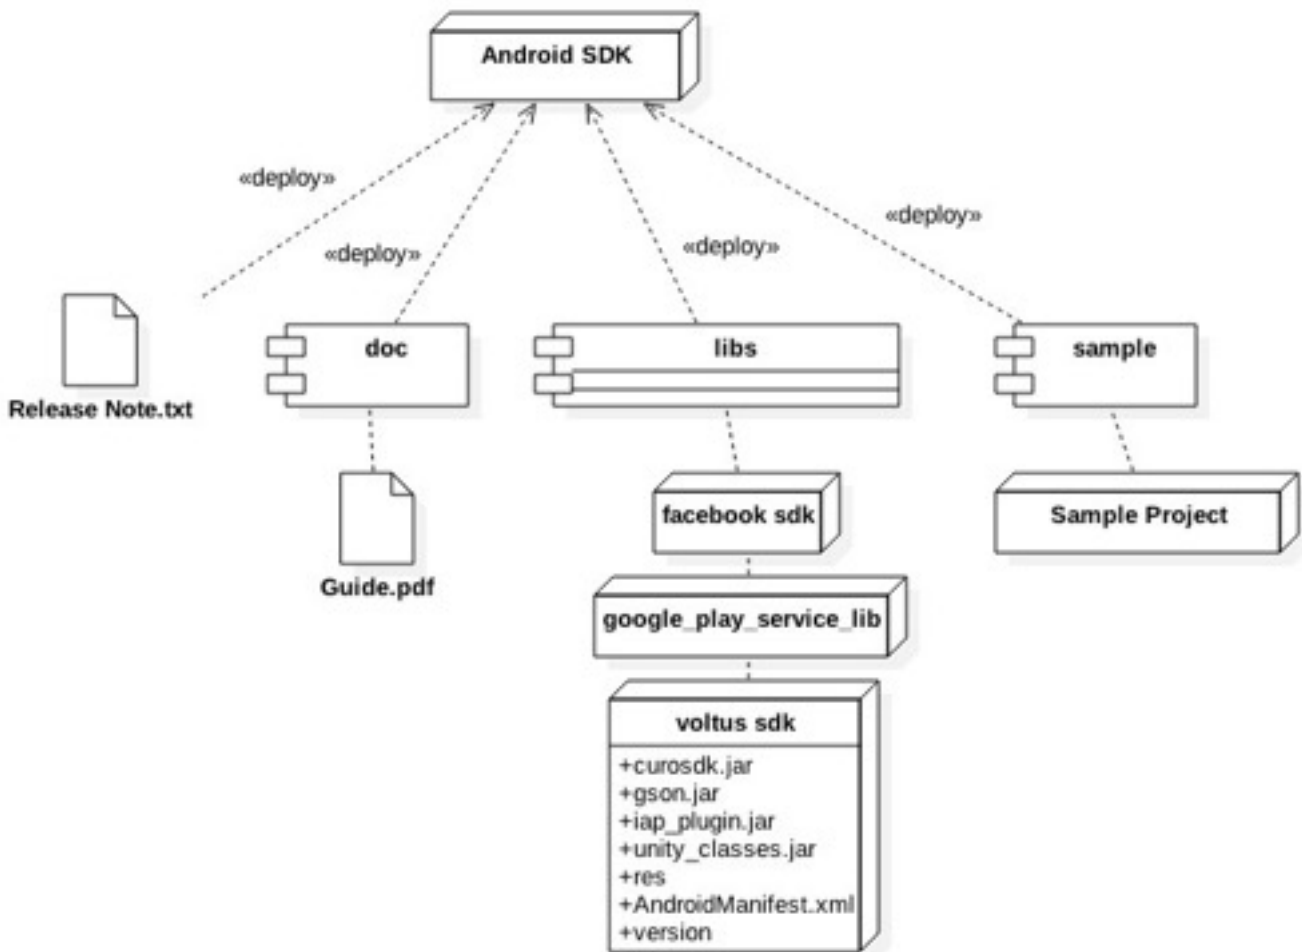 Android SDK
«deploy»
«deploy»
«deploy»
«deploy»
Release Note.txt
doc
libs
sample
Guide.pdf
facebook sdk
Sample Project
google_play_service_lib
voltus sdk
+curosdk.jar
+gson.jar
+iap_plugin.jar
+unity_classes.jar
+res
+AndroidManifest.xml
+version